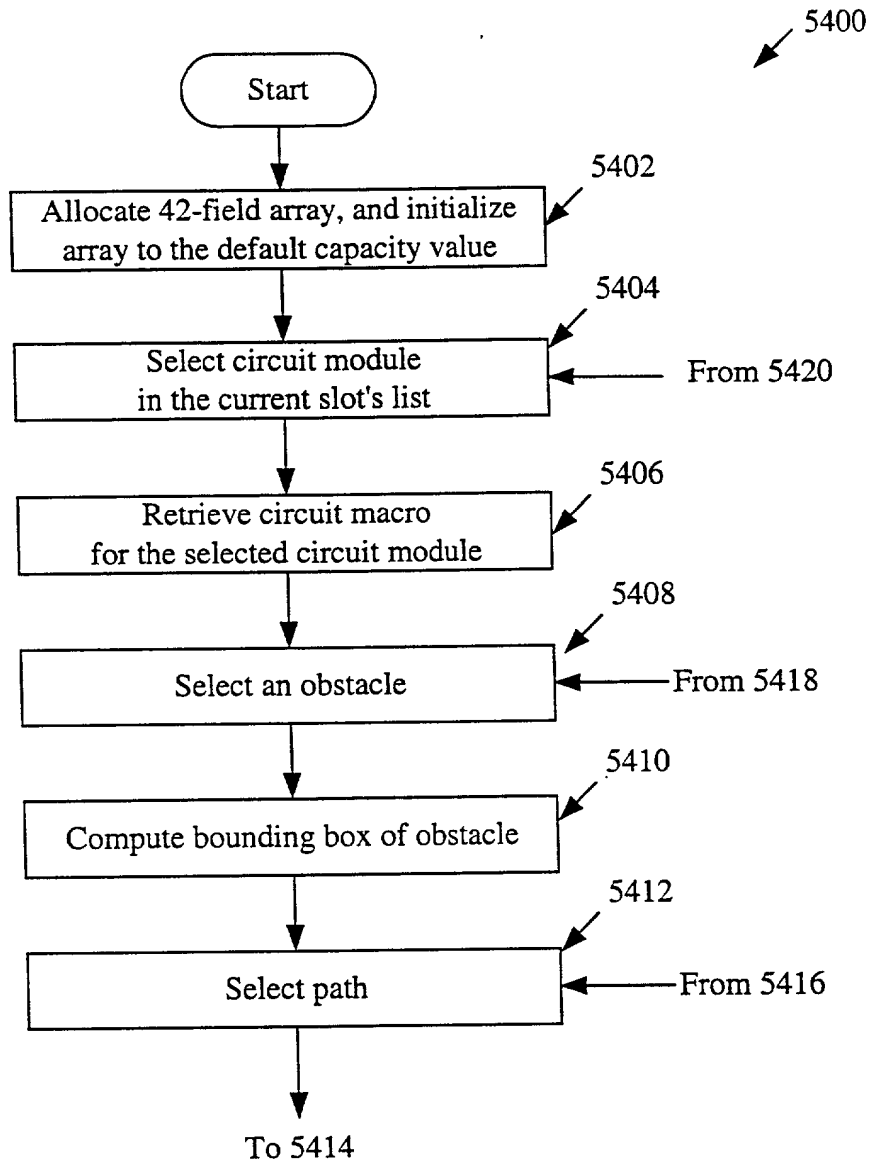 5400
Start
5402
Allocate 42-field array, and initialize
array to the default capacity value
5404
Select circuit module
in the current slot's list
From 5420
5406
Retrieve circuit macro
for the selected circuit module
5408
Select an obstacle
From 5418
5410
Compute bounding box of obstacle
5412
Select path
From 5416
To 5414